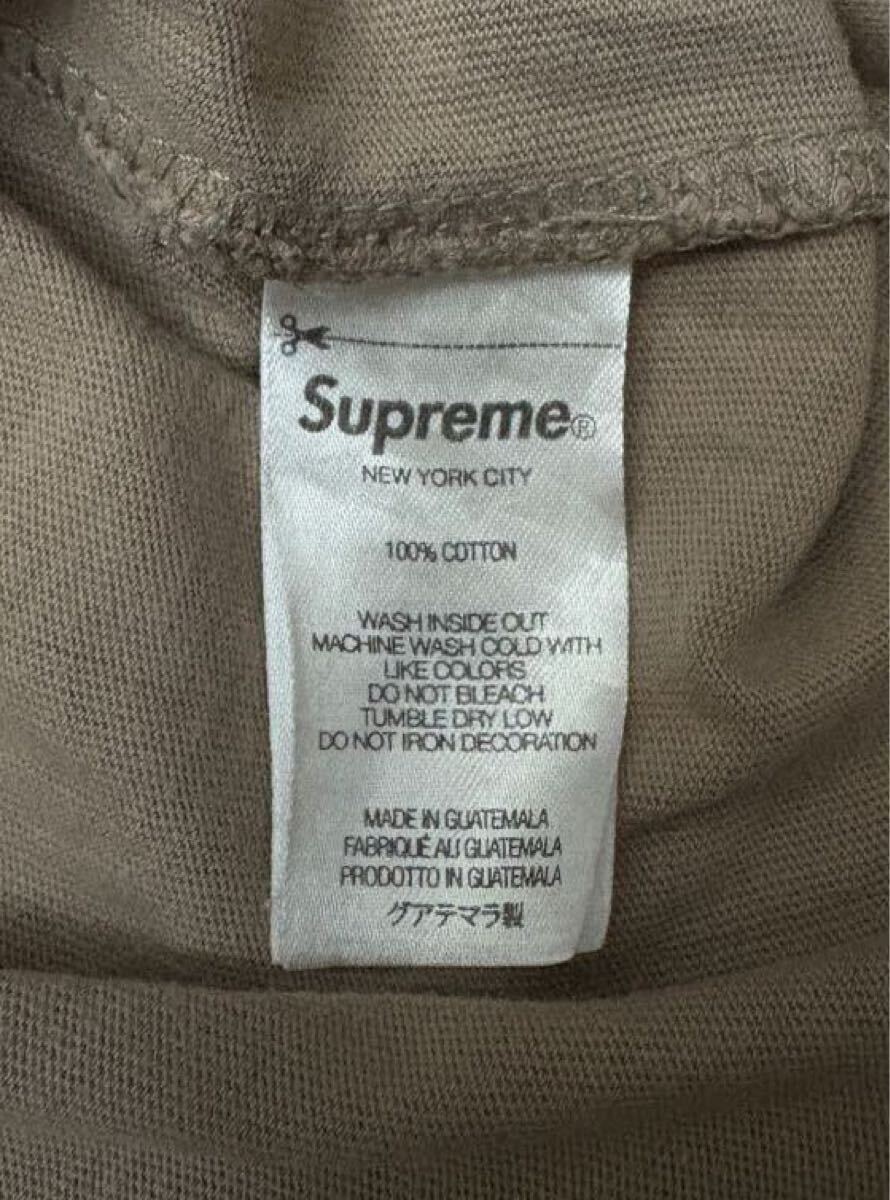 Supreme®
NEW YORK CITY
100% COTTON
WASH INSIDE OUT
MACHINE WASH COLD WITH
LIKE COLORS
DO NOT BLEACH
TUMBLE DRY LOW
DO NOT IRON DECORATION
MADE IN GUATEMALA
FABRIQUÉ AU GUATEMALA
PRODOTTO IN GUATEMALA
グアテマラ製